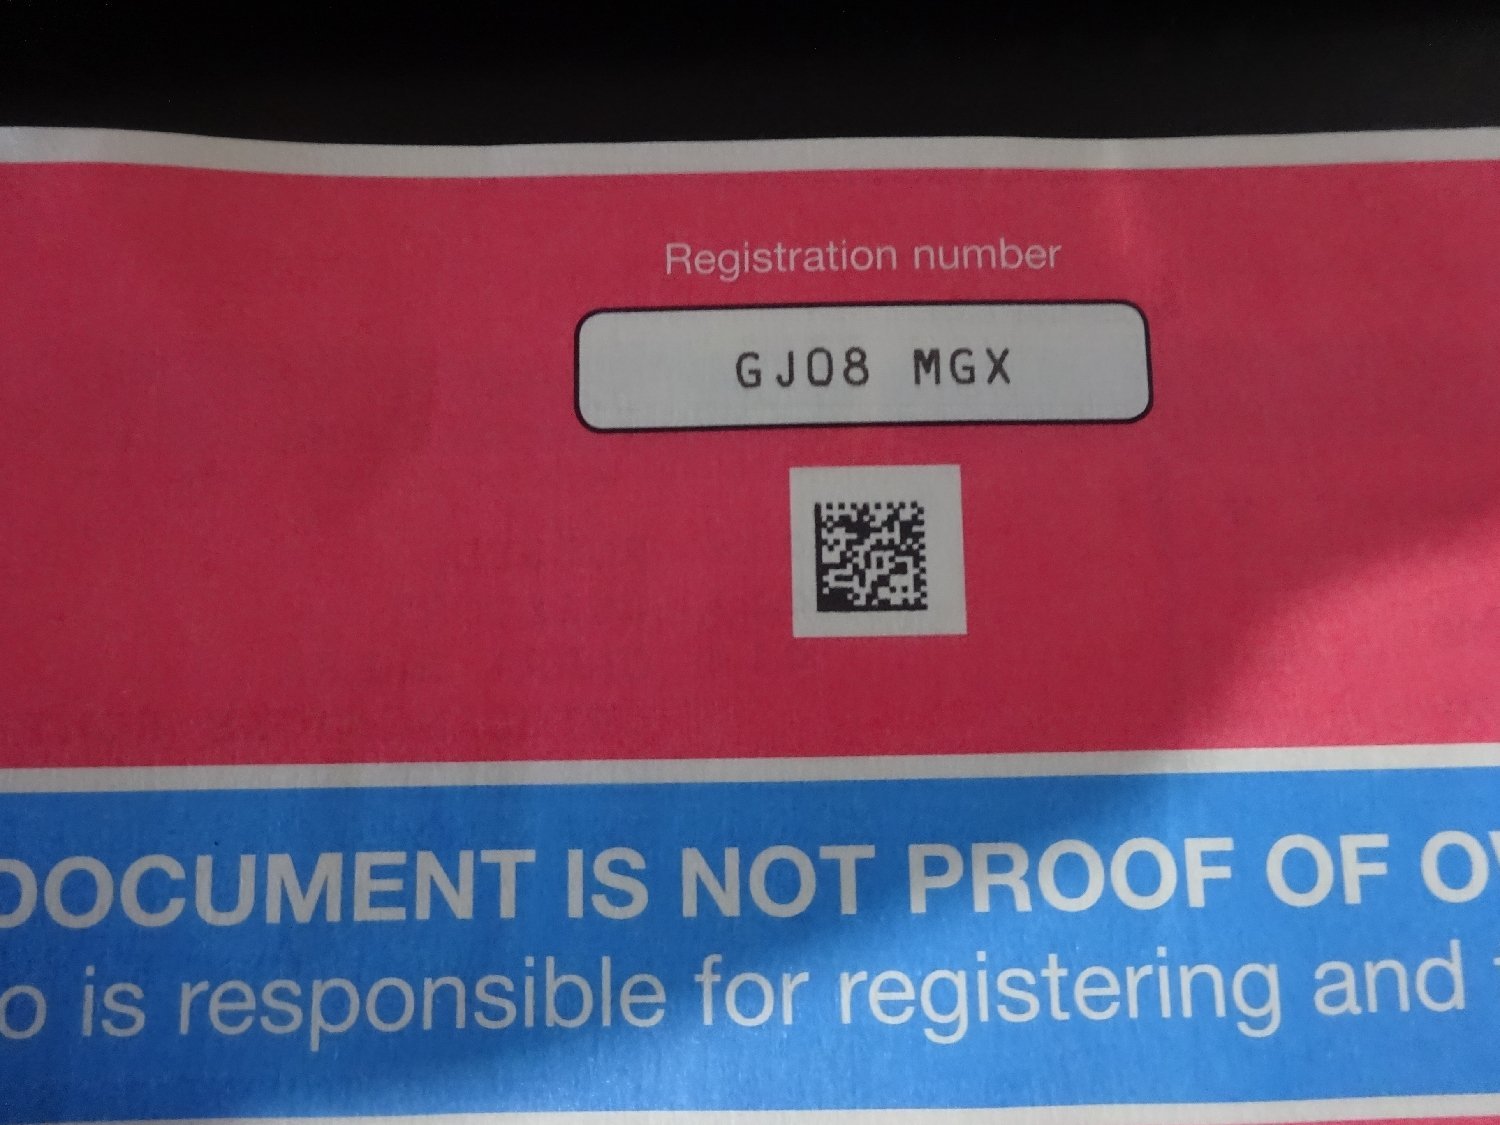 Registration number
GJ08 MGX
DOCUMENT IS NOT PROOF OF
is responsible for registering and